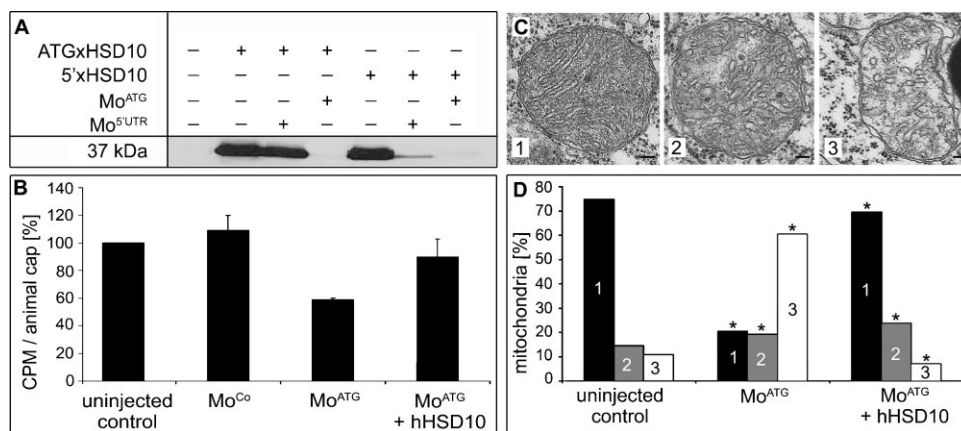 A
ATGxHSD10 – + + + – – –
5'xHSD10 – – – – + + +
Mo^ATG – – – + – – +
Mo^5'UTR – – + – – + –
37 kDa
B
CPM / animal cap [%]
140
120
100
80
60
40
20
0
uninjected control
Mo^Co
Mo^ATG
Mo^ATG + hHSD10
C
1
2
3
D
mitochondria [%]
80
70
60
50
40
30
20
10
0
1
2
3
* * *
1
2
3
* * *
1
2
3
uninjected control
Mo^ATG
Mo^ATG + hHSD10